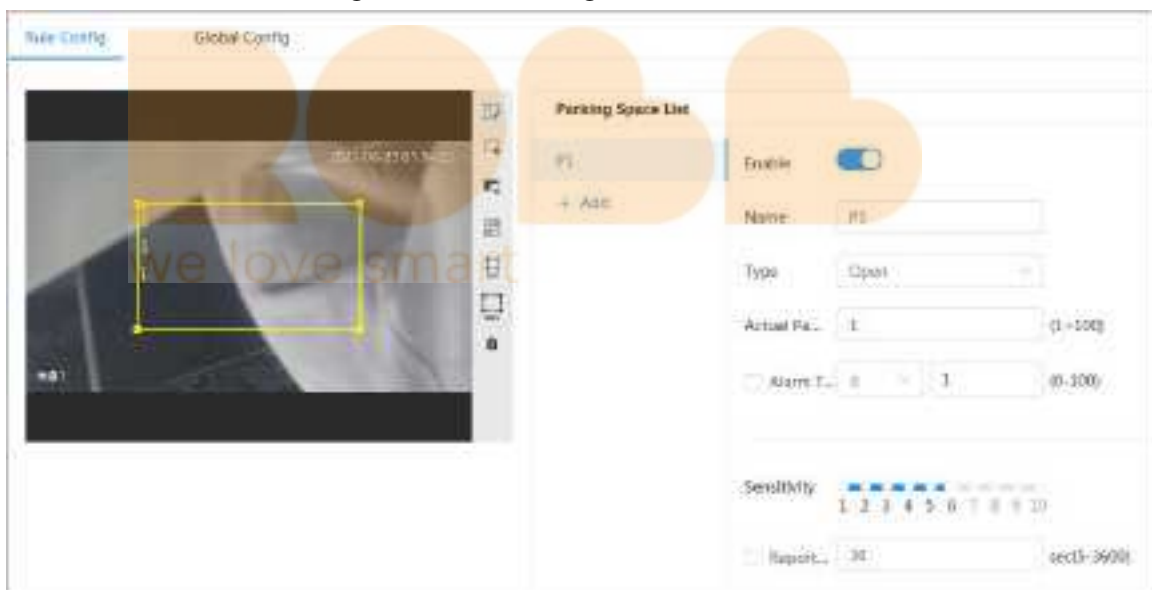 Rule Config
Global Config
Parking Space List
P1
+ Add
Enable
Name
P1
Type
Open
Actual Pa...
1
(1~100)
Alarm T...
1
(0-100)
we love smart
Sensitivity
1 2 3 4 5 6 7 8 9 10
Report...
30
sec(5-3600)